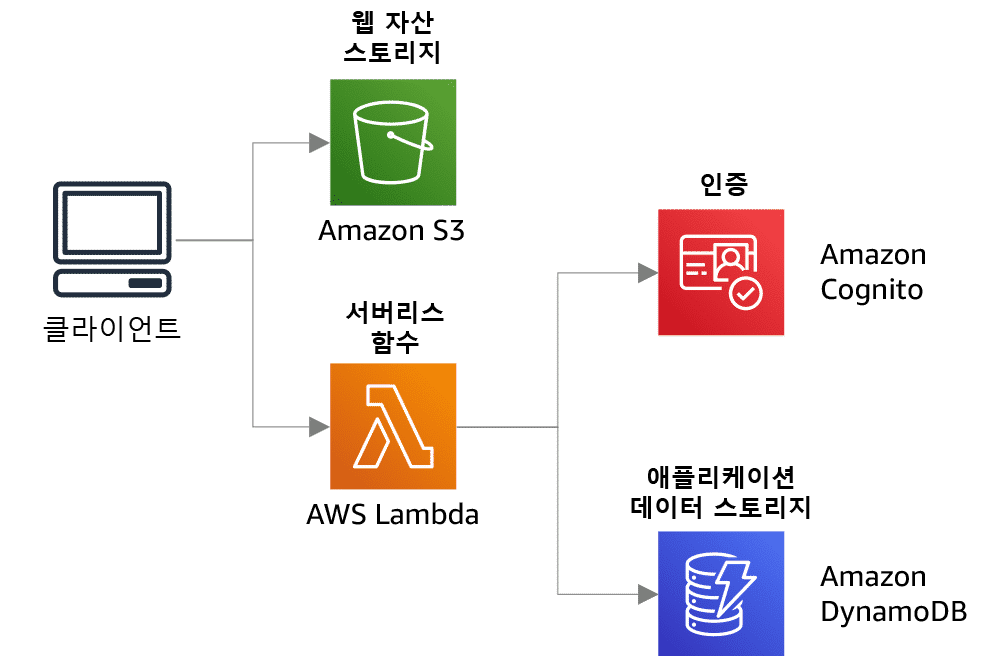 웹 자산
스토리지
Amazon S3
클라이언트
서버리스
함수
AWS Lambda
인증
Amazon
Cognito
애플리케이션
데이터 스토리지
Amazon
DynamoDB